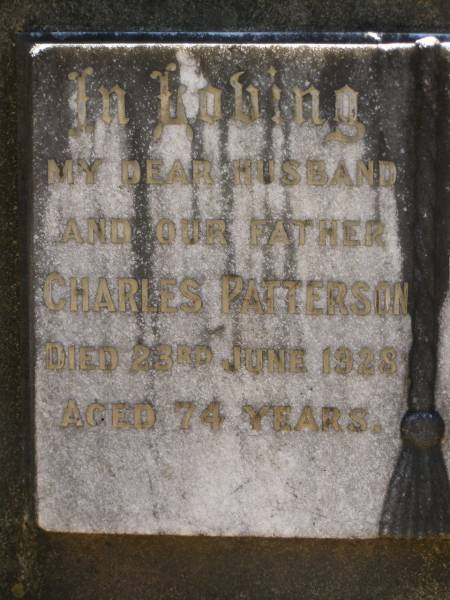 In Loving
MY DEAR HUSBAND
AND OUR FATHER
CHARLES PATTERSON
DIED 23RD JUNE 1928
AGED 74 YEARS.